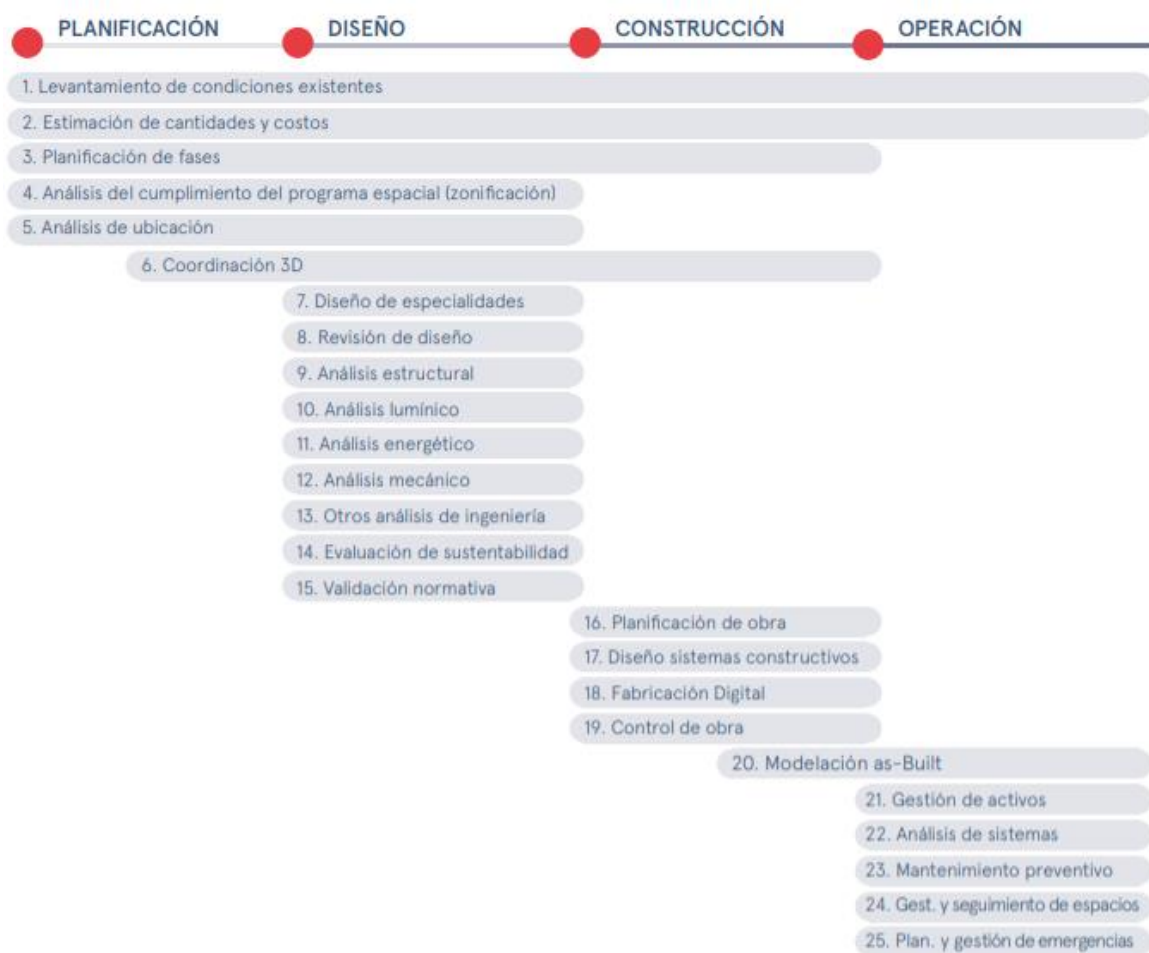 PLANIFICACIÓN
DISEÑO
CONSTRUCCIÓN
OPERACIÓN
1. Levantamiento de condiciones existentes
2. Estimación de cantidades y costos
3. Planificación de fases
4. Análisis del cumplimiento del programa espacial (zonificación)
5. Análisis de ubicación
6. Coordinación 3D
7. Diseño de especialidades
8. Revisión de diseño
9. Análisis estructural
10. Análisis lumínico
11. Análisis energético
12. Análisis mecánico
13. Otros análisis de ingeniería
14. Evaluación de sustentabilidad
15. Validación normativa
16. Planificación de obra
17. Diseño sistemas constructivos
18. Fabricación Digital
19. Control de obra
20. Modelación as-Built
21. Gestión de activos
22. Análisis de sistemas
23. Mantenimiento preventivo
24. Gest. y seguimiento de espacios
25. Plan. y gestión de emergencias